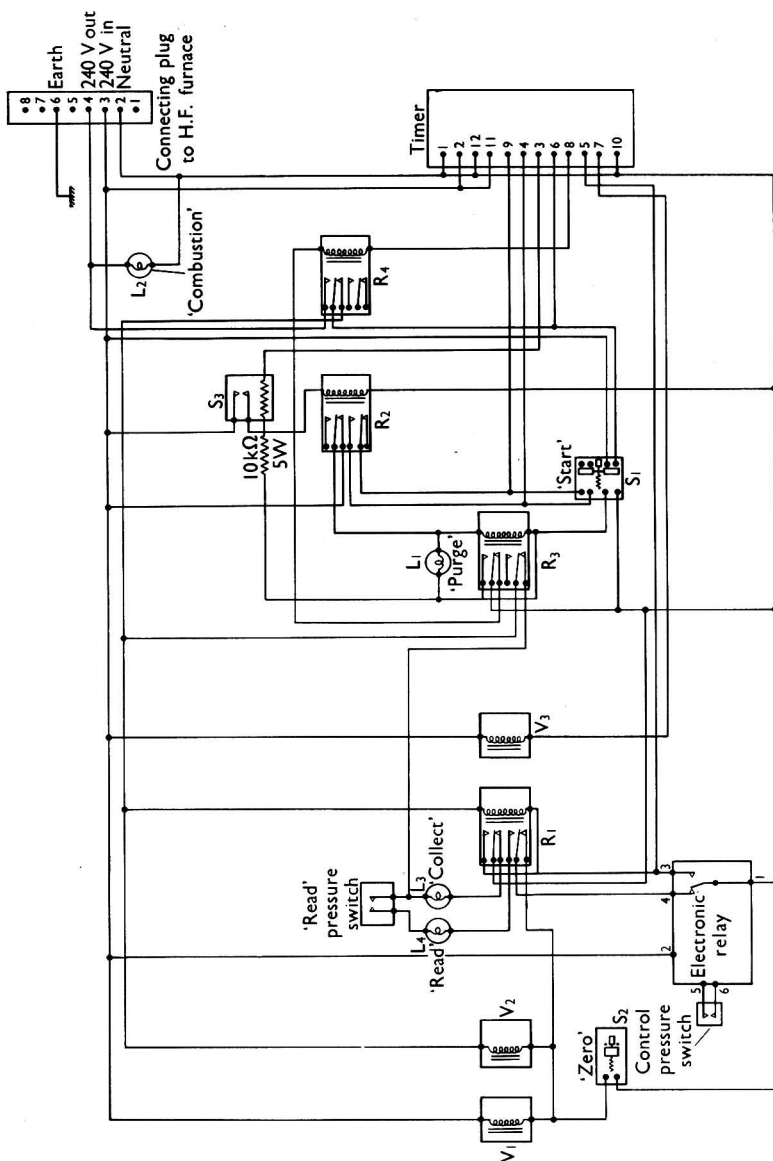 8
7
6
5
4
3
2
1
Earth
240 V out
240 V in
Neutral
Connecting plug
to H.F. furnace
L2
'Combustion'
Timer
1
2
12
11
9
4
3
6
8
5
7
10
R4
S3
10kΩ
5W
R2
'Start'
S1
L1
'Purge'
R3
V3
R1
'Read'
pressure
switch
L3
'Collect'
L4
'Read'
3
4
2
1
Electronic
relay
5
6
Control
pressure
switch
V2
'Zero'
S2
V1